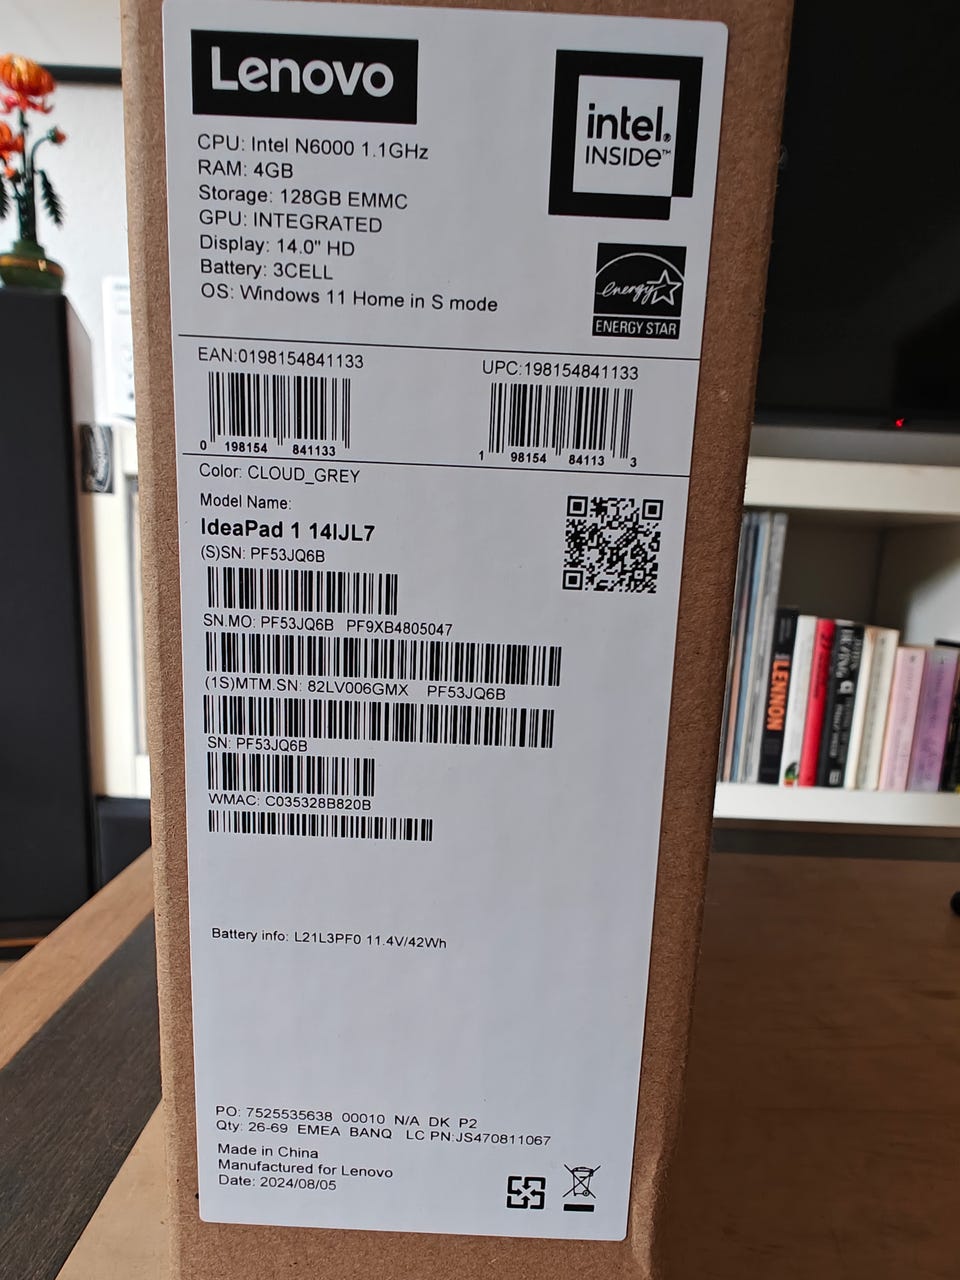 Lenovo
intel.
INSIDE™
CPU: Intel N6000 1.1GHz
RAM: 4GB
Storage: 128GB EMMC
GPU: INTEGRATED
Display: 14.0" HD
Battery: 3CELL
OS: Windows 11 Home in S mode
energy
ENERGY STAR
EAN:0198154841133
UPC:198154841133
0 198154 841133
1 98154 84113 3
Color: CLOUD_GREY
Model Name:
IdeaPad 1 14IJL7
(S)SN: PF53JQ6B
SN.MO: PF53JQ6B PF9XB4805047
(1S)MTM.SN: 82LV006GMX PF53JQ6B
SN: PF53JQ6B
WMAC: C035328B820B
Battery info: L21L3PF0 11.4V/42Wh
PO: 7525535638 00010 N/A DK P2
Qty: 26-69 EMEA BANQ LC PN:JS470811067
Made in China
Manufactured for Lenovo
Date: 2024/08/05
LENNON